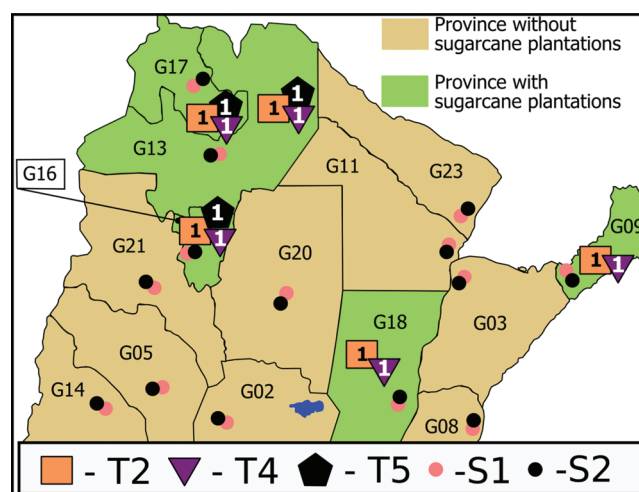 Province without
sugarcane plantations
Province with
sugarcane plantations
G17
1
1
1
1
1
1
G13
G11
G23
G16
1
1
1
G09
1
1
G21
G20
G18
G03
1
1
G05
G14
G02
G08
- T2 - T4 - T5 -S1 -S2